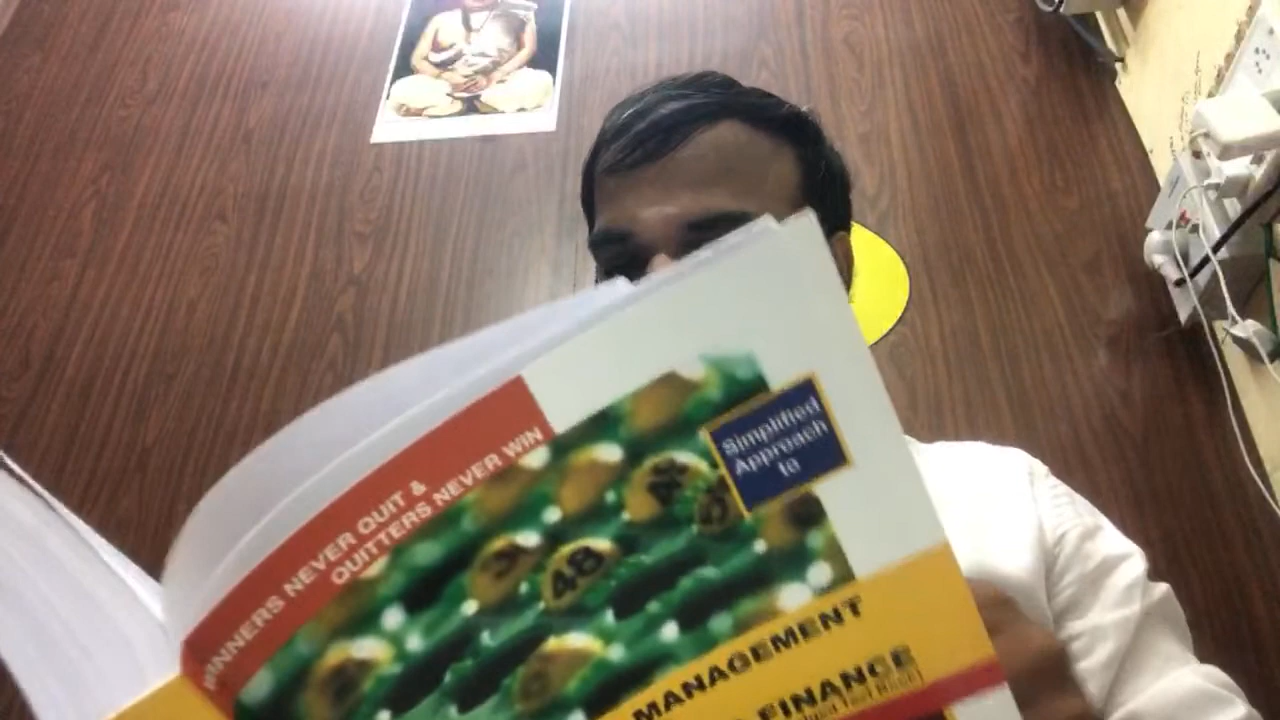 WINNERS NEVER QUIT &
QUITTERS NEVER WIN
Simplified
Approach
to
48
MANAGEMENT
FINANCE